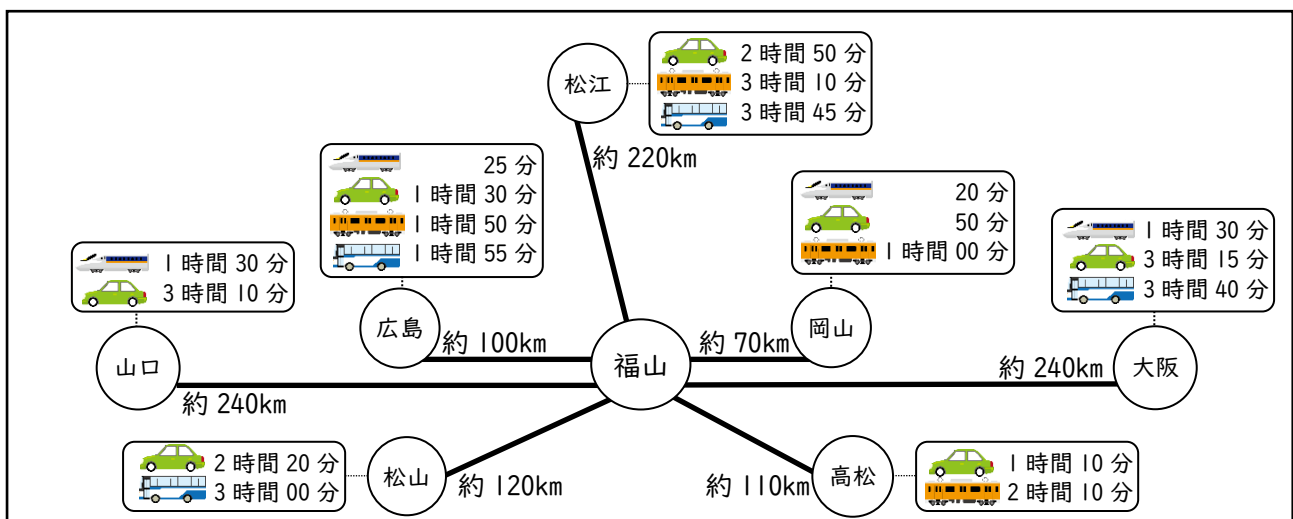 松江
2時間50分
3時間10分
3時間45分
約220km
25分
1時間30分
1時間50分
1時間55分
広島
約100km
20分
50分
1時間00分
岡山
約70km
1時間30分
3時間10分
山口
約240km
福山
1時間30分
3時間15分
3時間40分
大阪
約240km
2時間20分
3時間00分
松山
約120km
高松
約110km
1時間10分
2時間10分